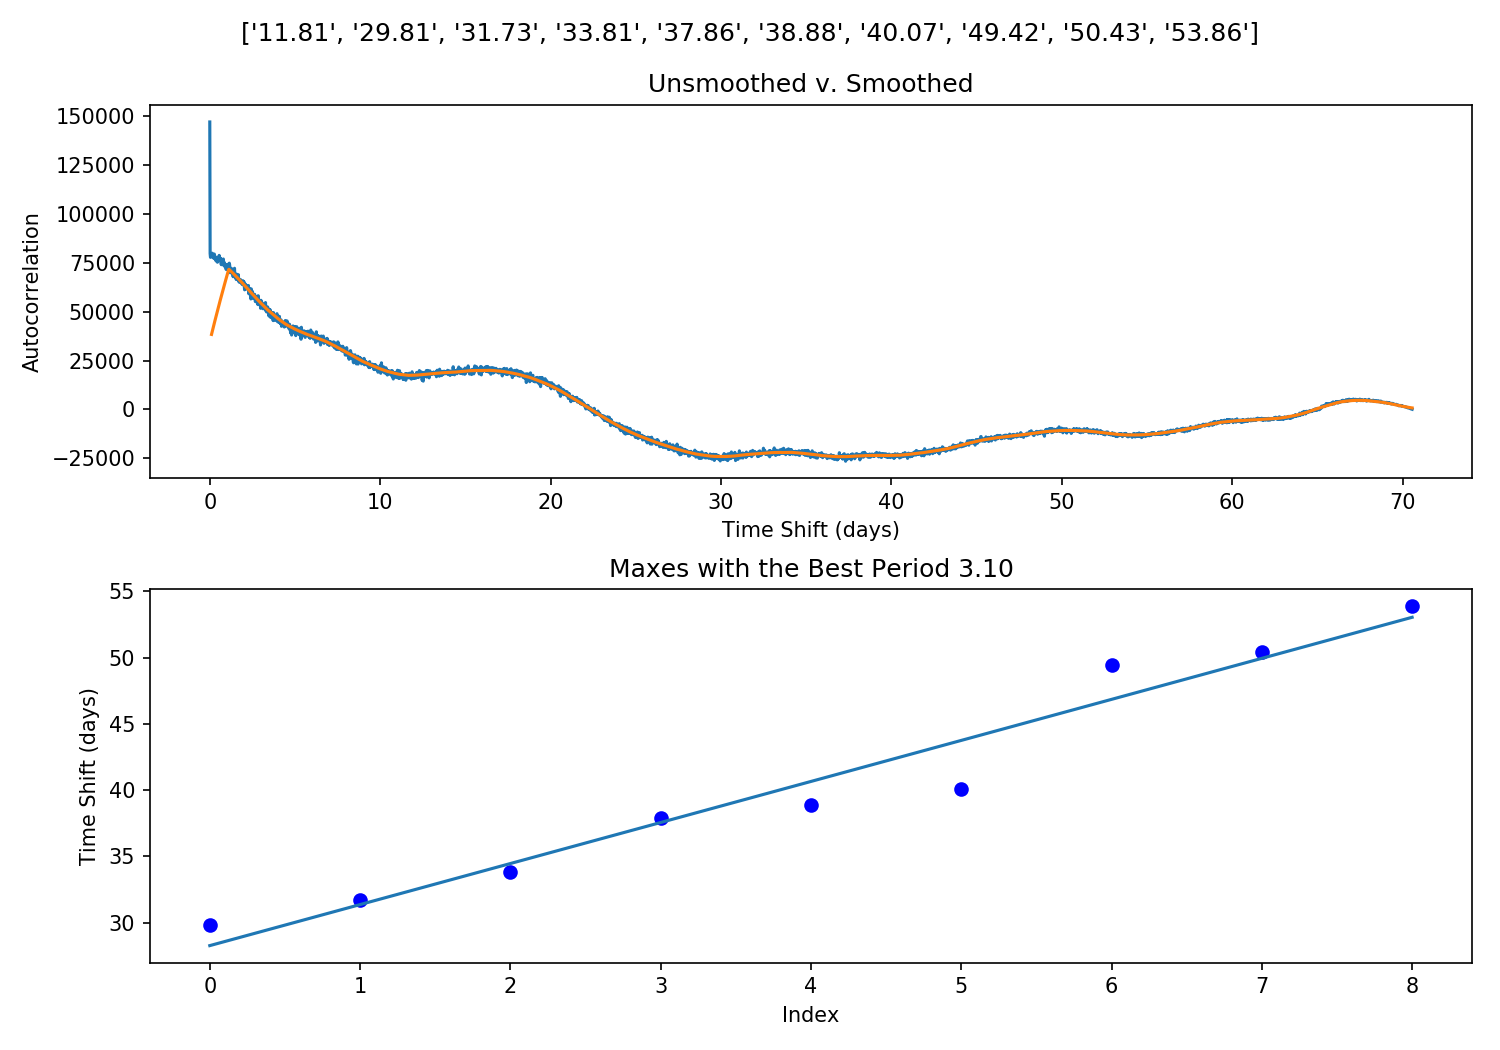 ['11.81', '29.81', '31.73', '33.81', '37.86', '38.88', '40.07', '49.42', '50.43', '53.86']
Unsmoothed v. Smoothed
Autocorrelation
150000
125000
100000
75000
50000
25000
0
−25000
0 10 20 30 40 50 60 70
Time Shift (days)
Maxes with the Best Period 3.10
Time Shift (days)
55
50
45
40
35
30
0 1 2 3 4 5 6 7 8
Index